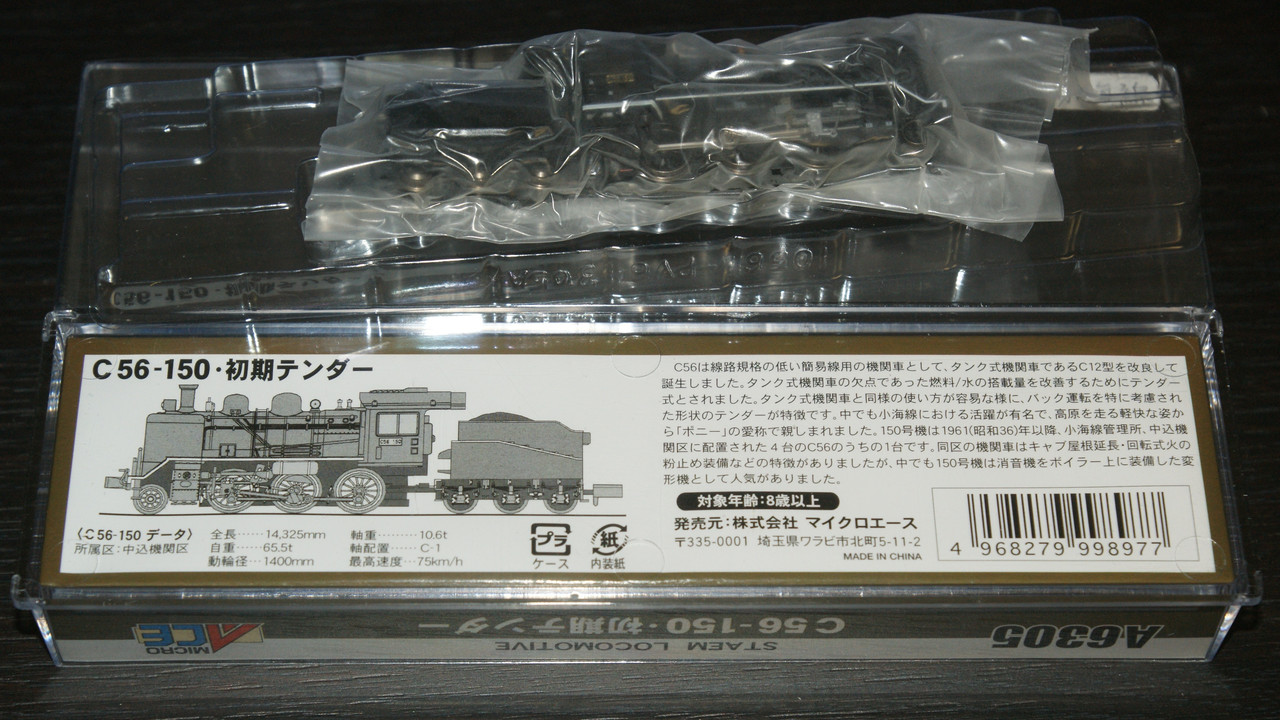 C56-150・初期テンダー
C56 150
〈C56-150 データ〉
所属区:中込機関区
全長……14,325mm
自重……65.5t
動輪径…1400mm
軸重………10.6t
軸配置……C-1
最高速度…75km/h
プラ
ケース
紙
内装紙
C56は線路規格の低い簡易線用の機関車として、タンク式機関車であるC12型を改良して
誕生しました。タンク式機関車の欠点であった燃料/水の搭載量を改善するためにテンダー
式とされました。タンク式機関車と同様の使い方が容易な様に、バック運転を特に考慮され
た形状のテンダーが特徴です。中でも小海線における活躍が有名で、高原を走る軽快な姿か
ら「ポニー」の愛称で親しまれました。150号機は1961(昭和36)年以降、小海線管理所、中込機
関区に配置された4台のC56のうちの1台です。同区の機関車はキャブ屋根延長・回転式火の
粉止め装備などの特徴がありましたが、中でも150号機は消音機をボイラー上に装備した変
形機として人気がありました。
対象年齢:8歳以上
発売元:株式会社 マイクロエース
〒335-0001 埼玉県ワラビ市北町5-11-2
MADE IN CHINA
4 968279 998977
A6305
C56-150・初期テンダー
STAEM LOCOMOTIVE
MICRO ACE